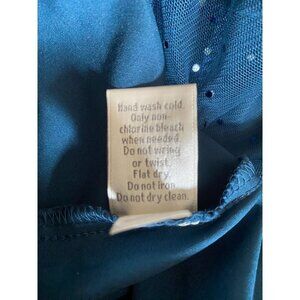 Hand wash cold.
Only non-
chlorine bleach
when needed.
Do not wring
or twist.
Flat dry.
Do not iron.
Do not dry clean.